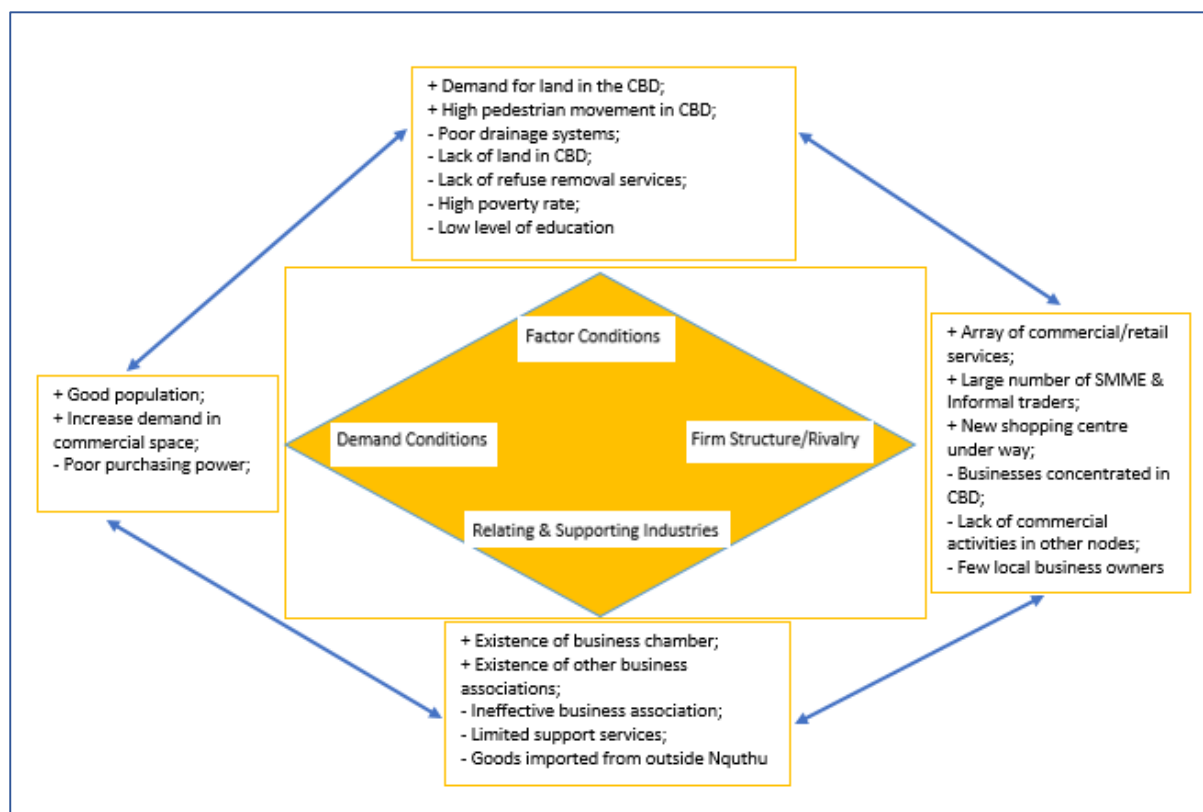 + Demand for land in the CBD;
+ High pedestrian movement in CBD;
- Poor drainage systems;
- Lack of land in CBD;
- Lack of refuse removal services;
- High poverty rate;
- Low level of education
Factor Conditions
+ Good population;
+ Increase demand in
commercial space;
- Poor purchasing power;
Demand Conditions
Firm Structure/Rivalry
+ Array of commercial/retail
services;
+ Large number of SMME &
Informal traders;
+ New shopping centre
under way;
- Businesses concentrated in
CBD;
- Lack of commercial
activities in other nodes;
- Few local business owners
Relating & Supporting Industries
+ Existence of business chamber;
+ Existence of other business
associations;
- Ineffective business association;
- Limited support services;
- Goods imported from outside Nquthu